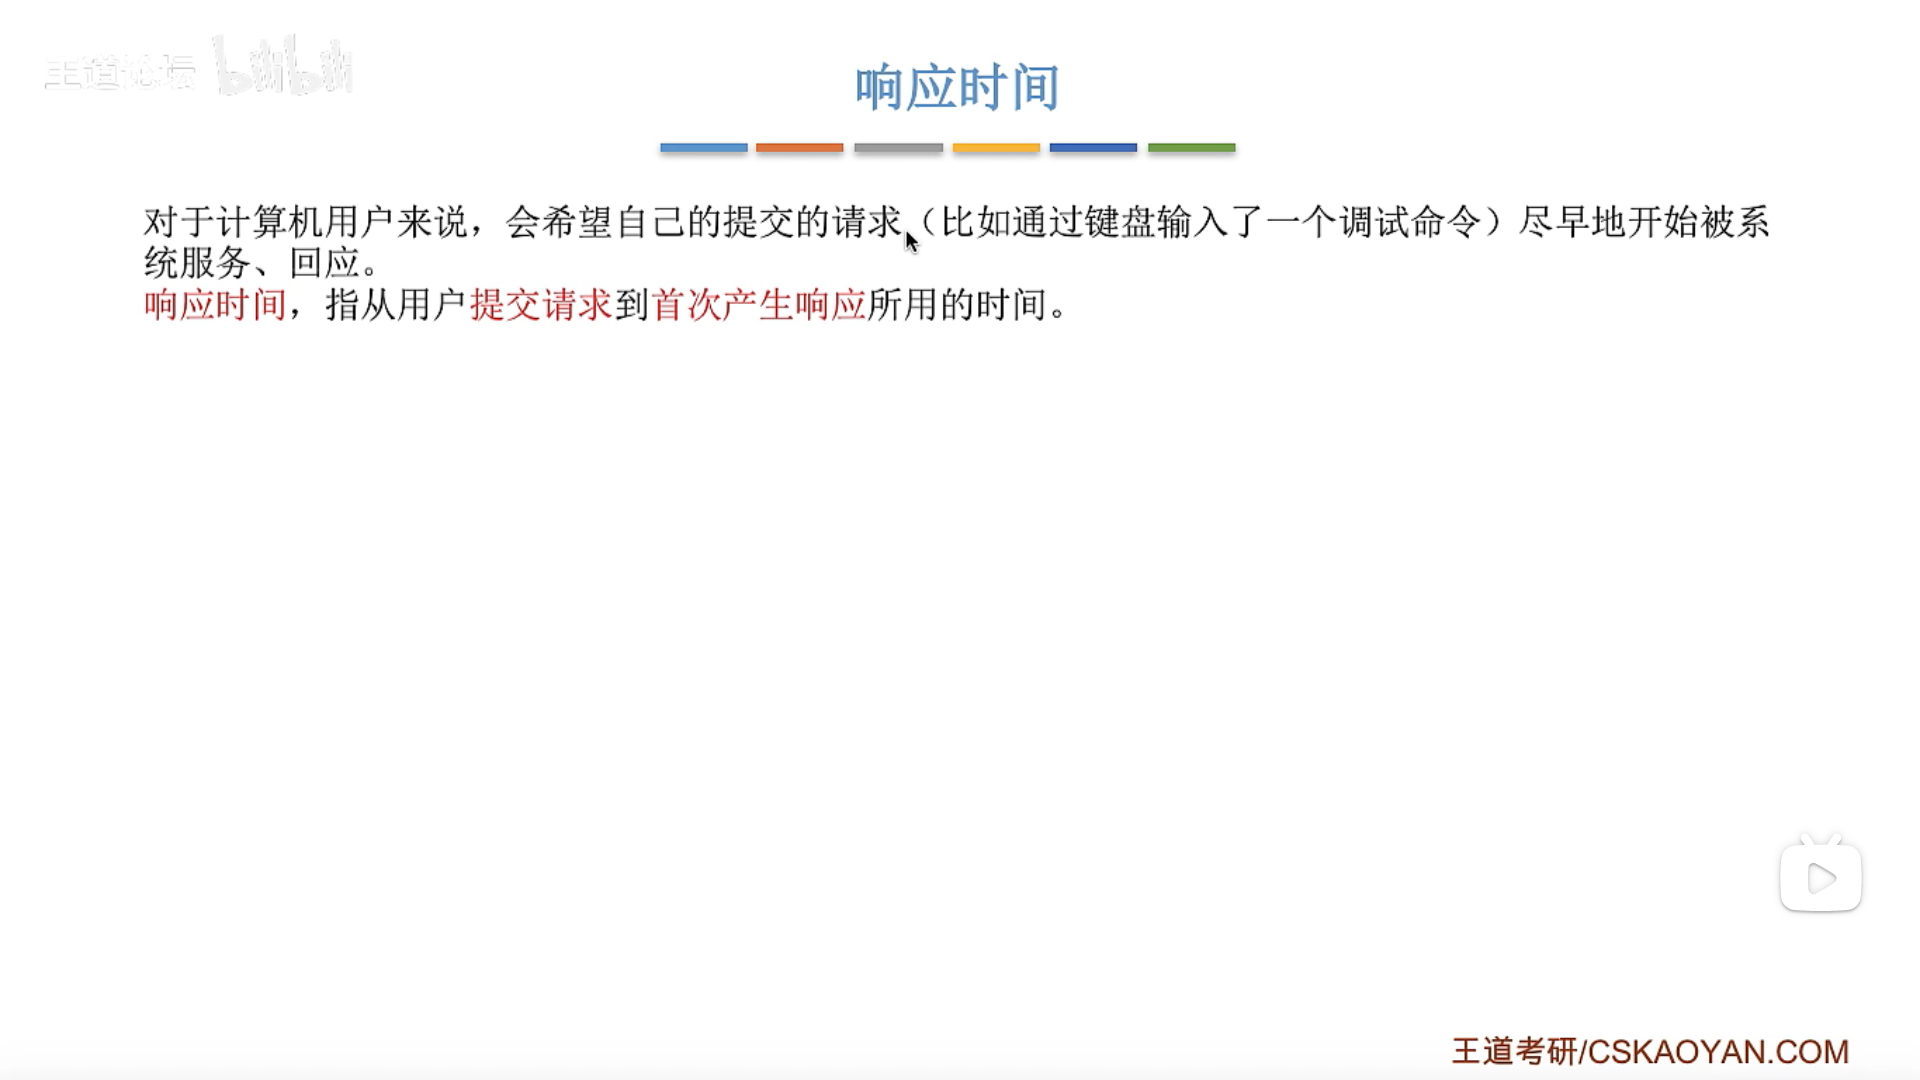 王道论坛 bilibili
响应时间
对于计算机用户来说，会希望自己的提交的请求（比如通过键盘输入了一个调试命令）尽早地开始被系
统服务、回应。
响应时间，指从用户提交请求到首次产生响应所用的时间。
王道考研/CSKAOYAN.COM